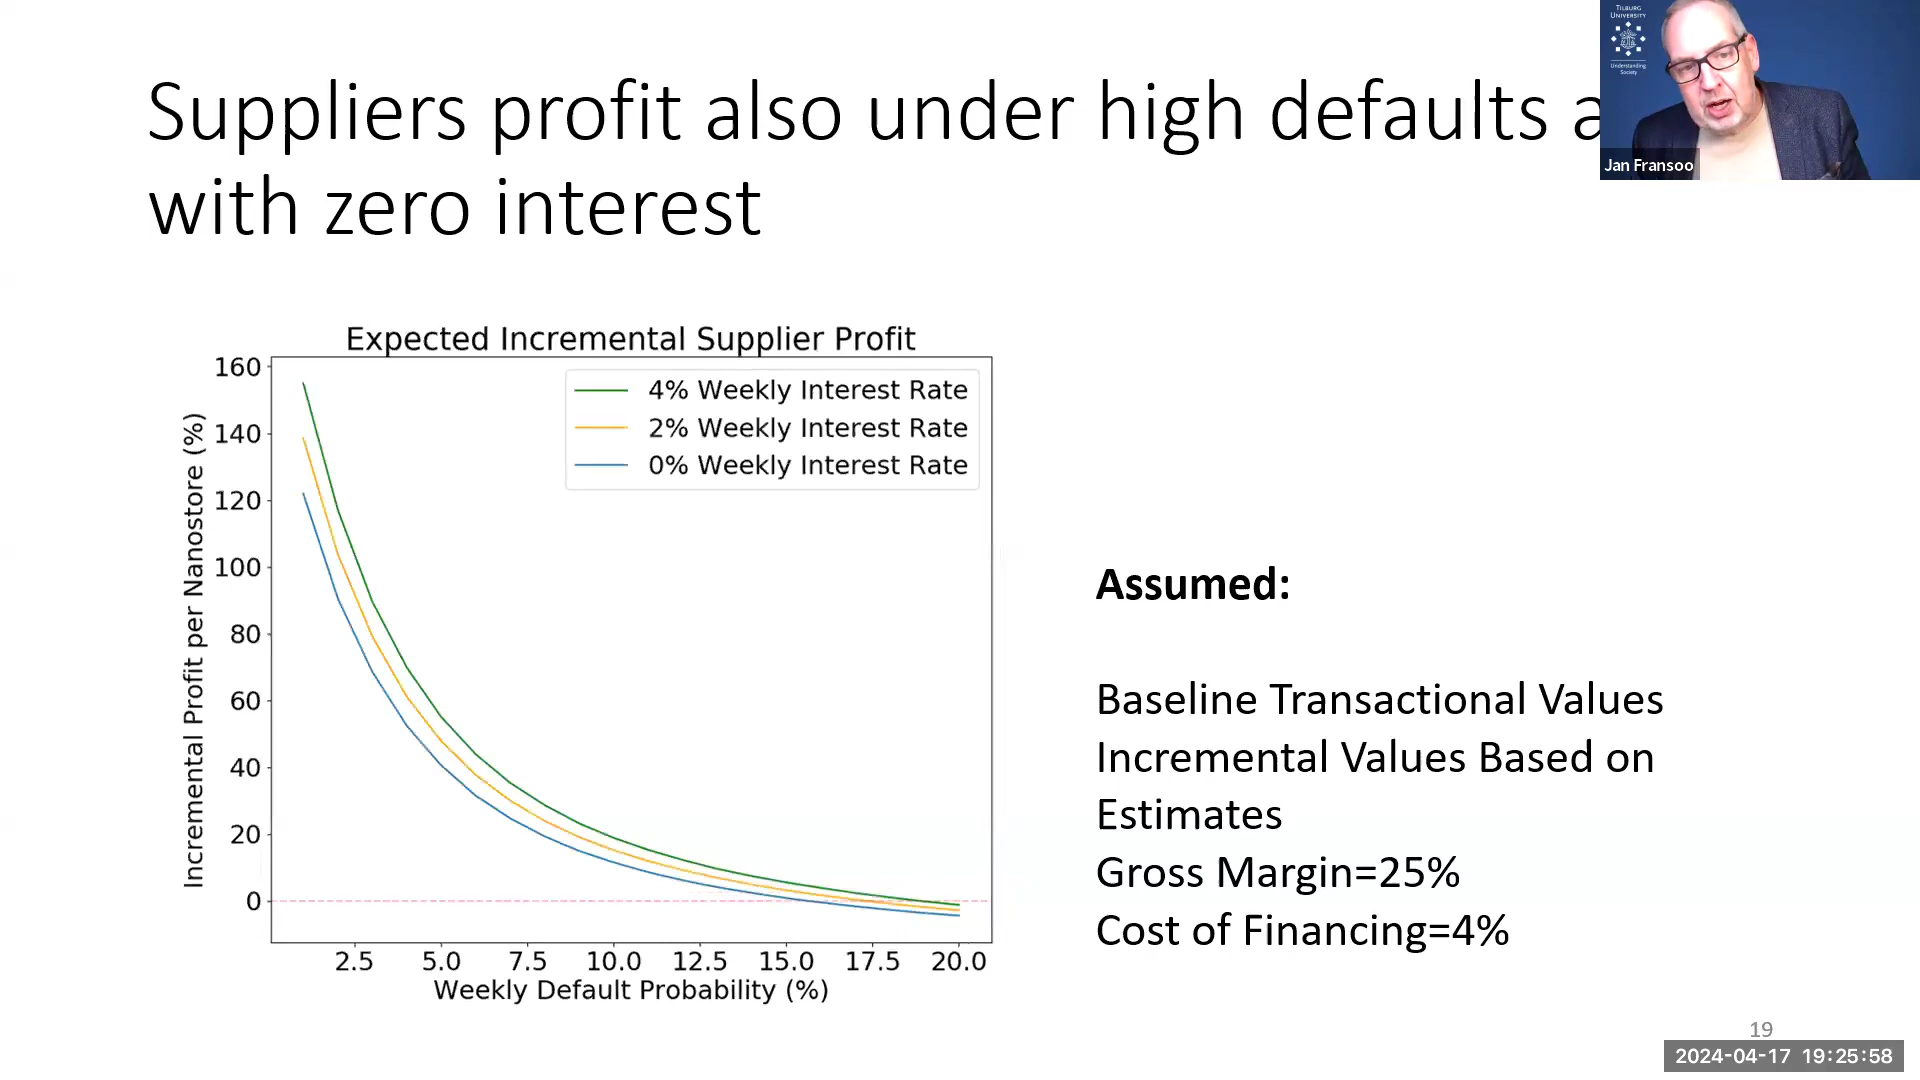 Suppliers profit also under high defaults a
with zero interest
TILBURG
UNIVERSITY
Understanding
Society
Jan Fransoo
Expected Incremental Supplier Profit
4% Weekly Interest Rate
2% Weekly Interest Rate
0% Weekly Interest Rate
Incremental Profit per Nanostore (%)
160
140
120
100
80
60
40
20
0
2.5 5.0 7.5 10.0 12.5 15.0 17.5 20.0
Weekly Default Probability (%)
Assumed:
Baseline Transactional Values
Incremental Values Based on
Estimates
Gross Margin=25%
Cost of Financing=4%
19
2024-04-17 19:25:58